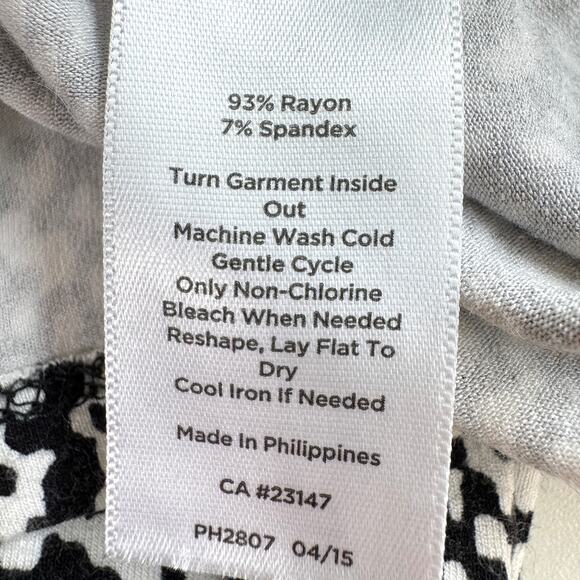 93% Rayon
7% Spandex
Turn Garment Inside
Out
Machine Wash Cold
Gentle Cycle
Only Non-Chlorine
Bleach When Needed
Reshape, Lay Flat To
Dry
Cool Iron If Needed
Made In Philippines
CA #23147
PH2807 04/15